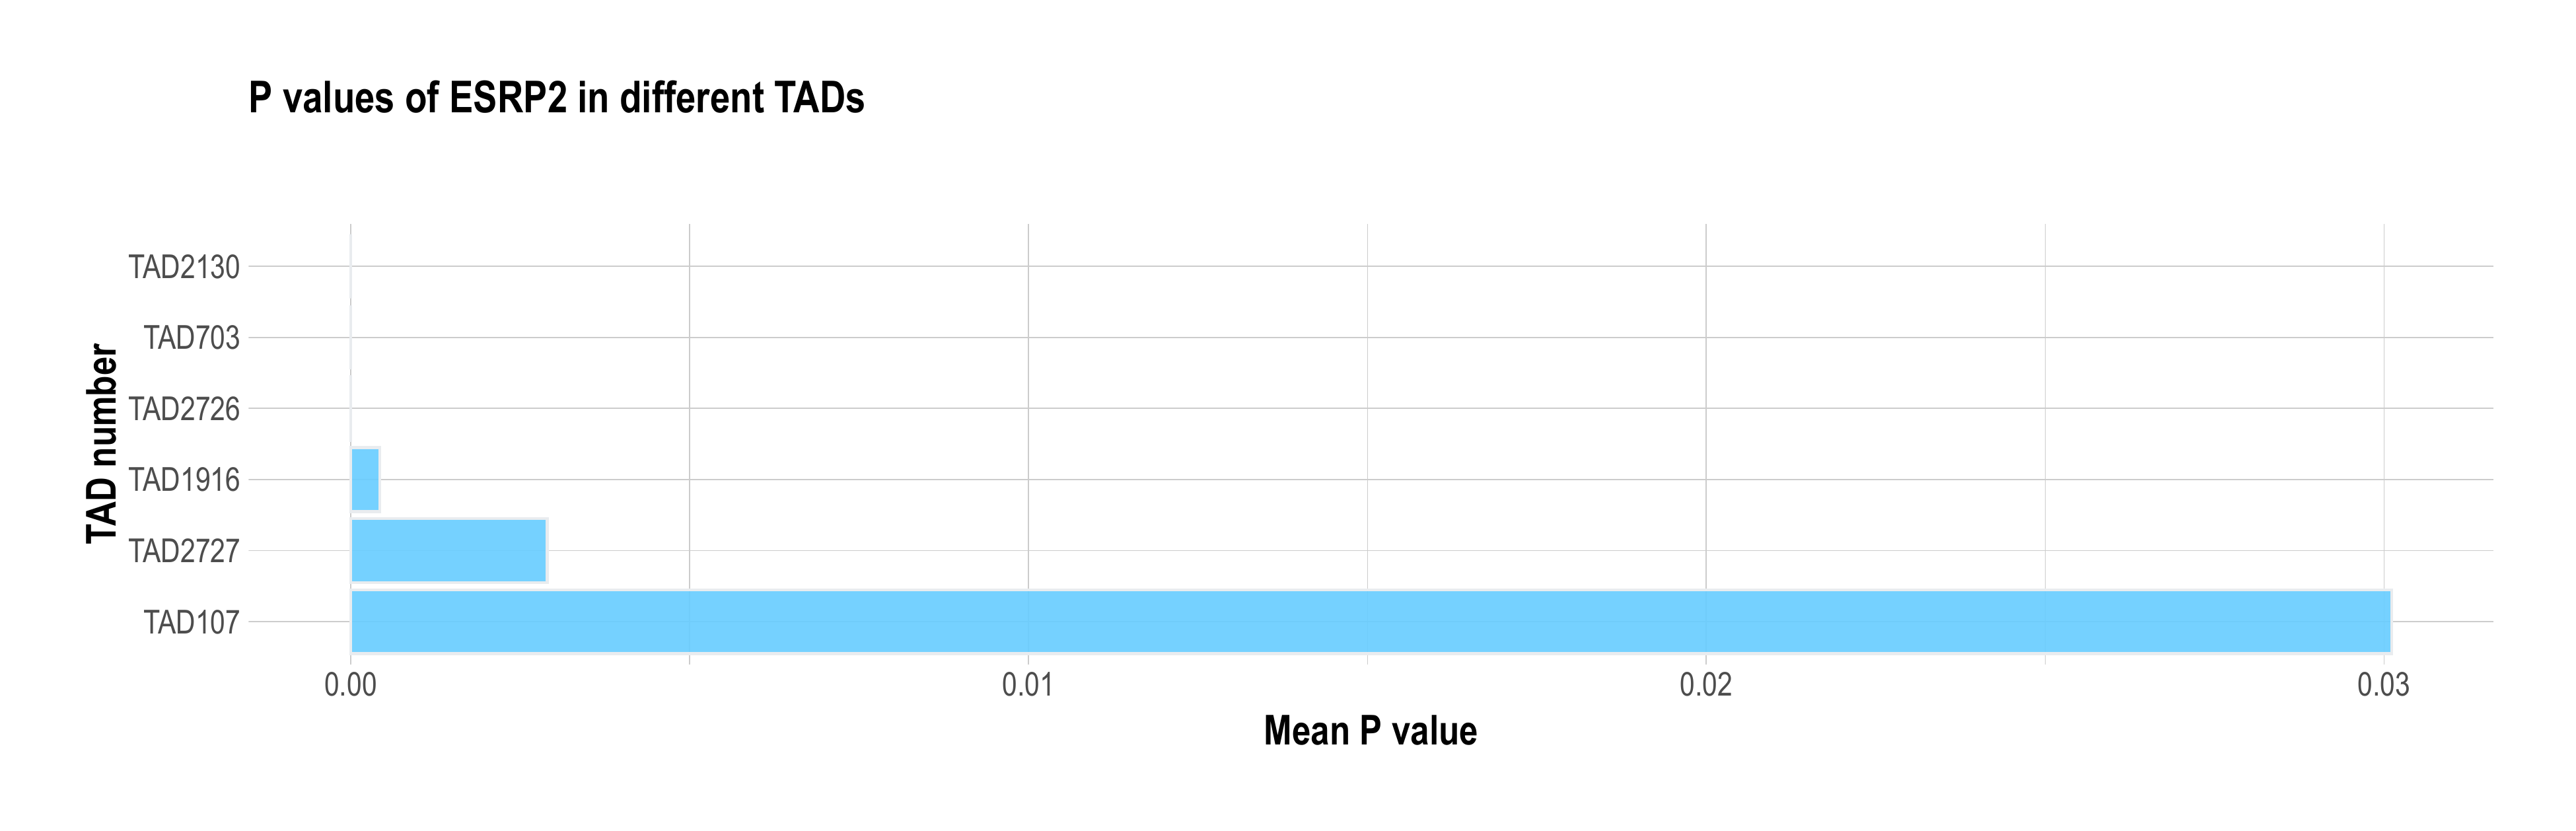 P values of ESRP2 in different TADs
TAD number
TAD2130
TAD703
TAD2726
TAD1916
TAD2727
TAD107
0.00
0.01
0.02
0.03
Mean P value